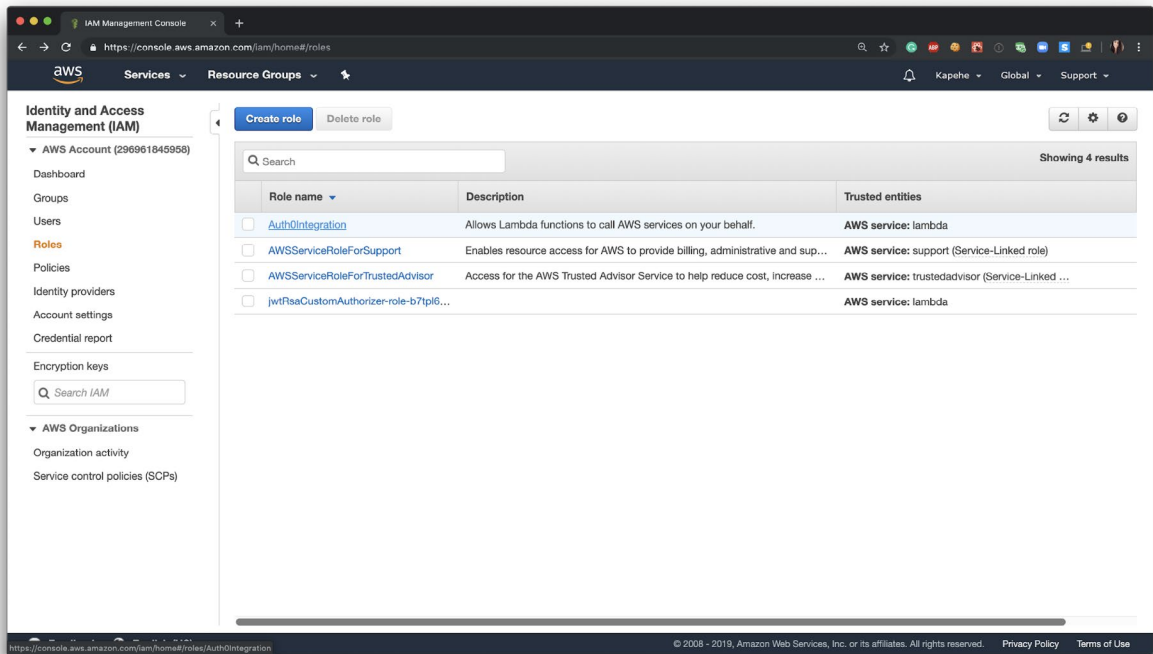 IAM Management Console
https://console.aws.amazon.com/iam/home#/roles
aws Services Resource Groups Kapehe Global Support
Identity and Access
Management (IAM)
AWS Account (296961845958)
Dashboard
Groups
Users
Roles
Policies
Identity providers
Account settings
Credential report
Encryption keys
Search IAM
AWS Organizations
Organization activity
Service control policies (SCPs)
Create role Delete role
Search Showing 4 results
Role name Description Trusted entities
Auth0Integration Allows Lambda functions to call AWS services on your behalf. AWS service: lambda
AWSServiceRoleForSupport Enables resource access for AWS to provide billing, administrative and sup... AWS service: support (Service-Linked role)
AWSServiceRoleForTrustedAdvisor Access for the AWS Trusted Advisor Service to help reduce cost, increase ... AWS service: trustedadvisor (Service-Linked ...
jwtRsaCustomAuthorizer-role-b7tpl6... AWS service: lambda
https://console.aws.amazon.com/iam/home#/roles/Auth0Integration
© 2008 - 2019, Amazon Web Services, Inc. or its affiliates. All rights reserved. Privacy Policy Terms of Use